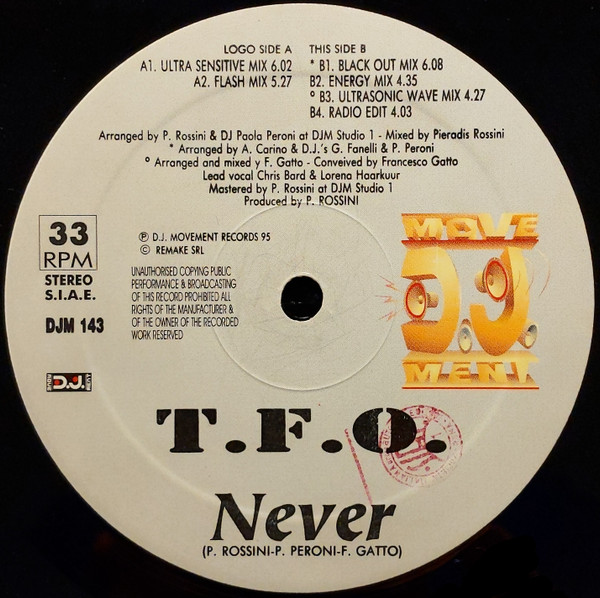 LOGO SIDE A
A1. ULTRA SENSITIVE MIX 6.02
A2. FLASH MIX 5.27
THIS SIDE B
* B1. BLACK OUT MIX 6.08
B2. ENERGY MIX 4.35
° B3. ULTRASONIC WAVE MIX 4.27
B4. RADIO EDIT 4.03
Arranged by P. Rossini & DJ Paola Peroni at DJM Studio 1 - Mixed by Pieradis Rossini
* Arranged by A. Carino & D.J.'s G. Fanelli & P. Peroni
° Arranged and mixed y F. Gatto - Conveived by Francesco Gatto
Lead vocal Chris Bard & Lorena Haarkuur
Mastered by P. Rossini at DJM Studio 1
Produced by P. ROSSINI
33
RPM
STEREO
S.I.A.E.
DJM 143
℗ D.J. MOVEMENT RECORDS 95
© REMAKE SRL
UNAUTHORISED COPYING PUBLIC
PERFORMANCE & BROADCASTING
OF THIS RECORD PROHIBITED ALL
RIGHTS OF THE MANUFACTURER &
OF THE OWNER OF THE RECORDED
WORK RESERVED
MAVE
D.J.
MENT
D.J.
T.F.O.
Never
(P. ROSSINI-P. PERONI-F. GATTO)